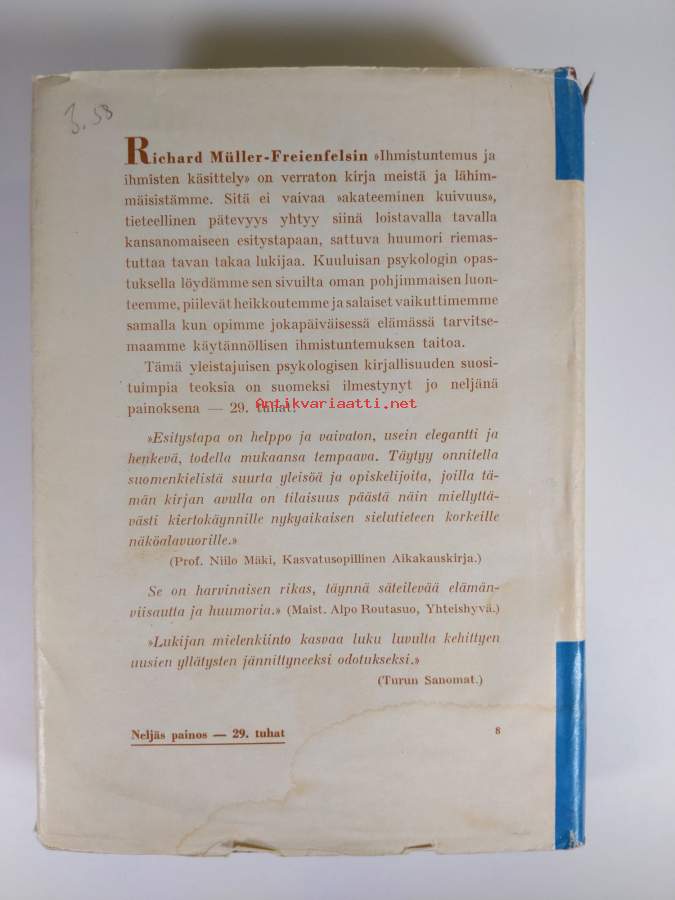 3.58
Richard Müller-Freienfelsin »Ihmistuntemus ja
ihmisten käsittely» on verraton kirja meistä ja lähim-
mäisistämme. Sitä ei vaivaa »akateeminen kuivuus»,
tieteellinen pätevyys yhtyy siinä loistavalla tavalla
kansanomaiseen esitystapaan, sattuva huumori riemas-
tuttaa tavan takaa lukijaa. Kuuluisan psykologin opas-
tuksella löydämme sen sivuilta oman pohjimmaisen luon-
teemme, piilevät heikkoutemme ja salaiset vaikuttimemme
samalla kun opimme jokapäiväisessä elämässä tarvitse-
maamme käytännöllisen ihmistuntemuksen taitoa.
Tämä yleistajuisen psykologisen kirjallisuuden suosi-
tuimpia teoksia on suomeksi ilmestynyt jo neljänä
painoksena — 29. tuhat.
Antikvariaatti.net
»Esitystapa on helppo ja vaivaton, usein elegantti ja
henkevä, todella mukaansa tempaava. Täytyy onnitella
suomenkielistä suurta yleisöä ja opiskelijoita, joilla tä-
män kirjan avulla on tilaisuus päästä näin miellyttä-
västi kiertokäynnille nykyaikaisen sielutieteen korkeille
näköalavuorille.»
(Prof. Niilo Mäki, Kasvatusopillinen Aikakauskirja.)
Se on harvinaisen rikas, täynnä säteilevää elämän-
viisautta ja huumoria.» (Maist. Alpo Routasuo, Yhteishyvä.)
»Lukijan mielenkiinto kasvaa luku luvulta kehittyen
uusien yllätysten jännittyneeksi odotukseksi.»
(Turun Sanomat.)
Neljäs painos — 29. tuhat
8